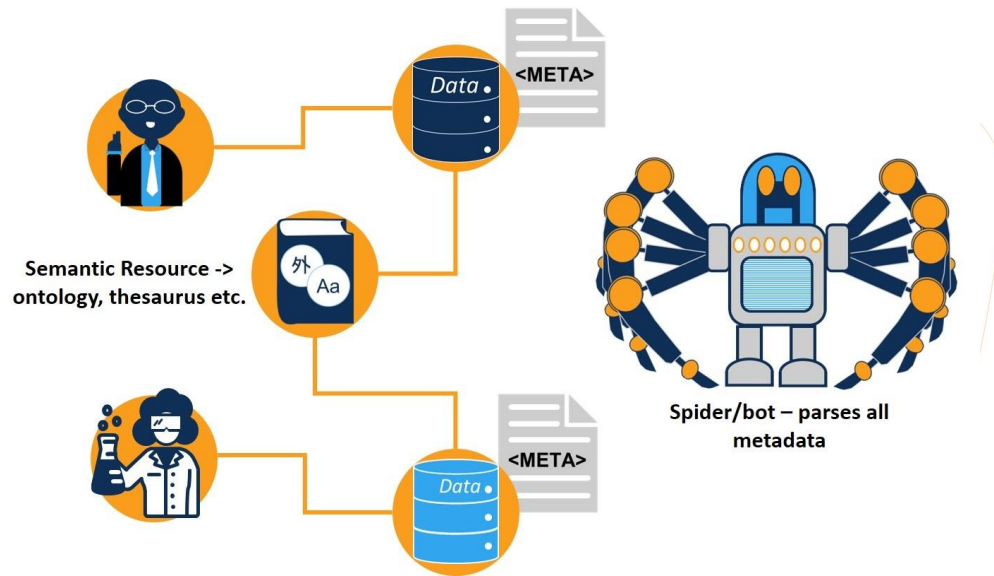 Data
<META>
外
Aa
Semantic Resource ->
ontology, thesaurus etc.
Spider/bot – parses all
metadata
<META>
Data